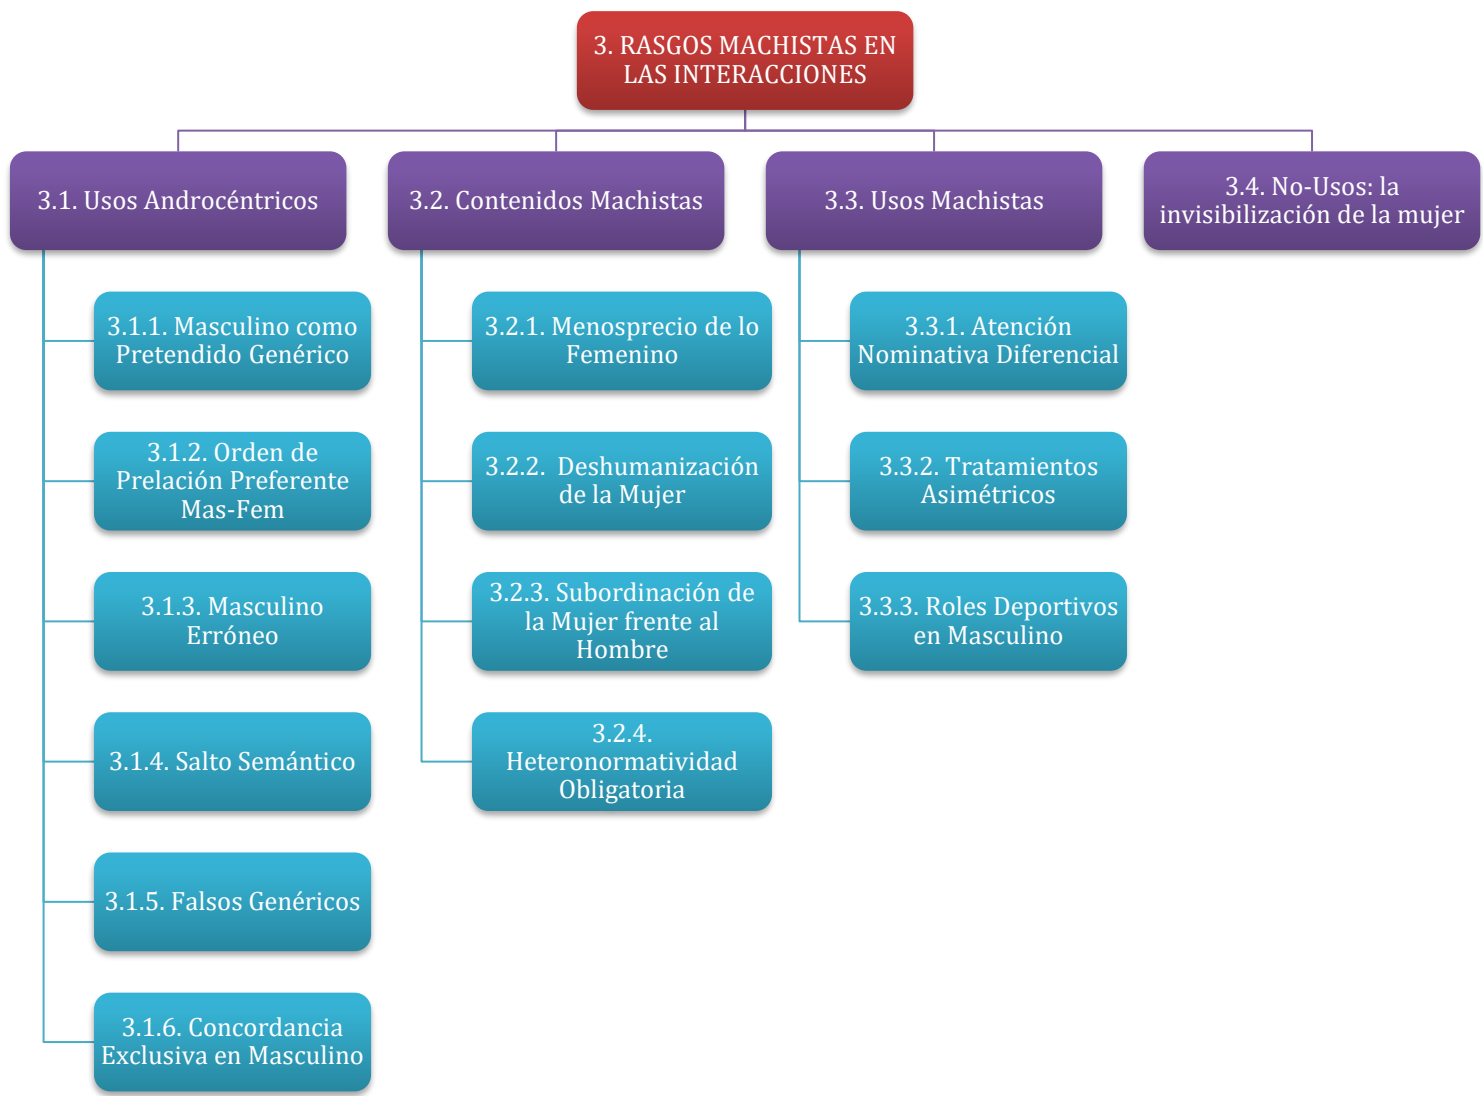 3. RASGOS MACHISTAS EN
LAS INTERACCIONES
3.1. Usos Androcéntricos
3.1.1. Masculino como
Pretendido Genérico
3.1.2. Orden de
Prelación Preferente
Mas-Fem
3.1.3. Masculino
Erróneo
3.1.4. Salto Semántico
3.1.5. Falsos Genéricos
3.1.6. Concordancia
Exclusiva en Masculino
3.2. Contenidos Machistas
3.2.1. Menosprecio de lo
Femenino
3.2.2. Deshumanización
de la Mujer
3.2.3. Subordinación de
la Mujer frente al
Hombre
3.2.4.
Heteronormatividad
Obligatoria
3.3. Usos Machistas
3.3.1. Atención
Nominativa Diferencial
3.3.2. Tratamientos
Asimétricos
3.3.3. Roles Deportivos
en Masculino
3.4. No-Usos: la
invisibilización de la mujer